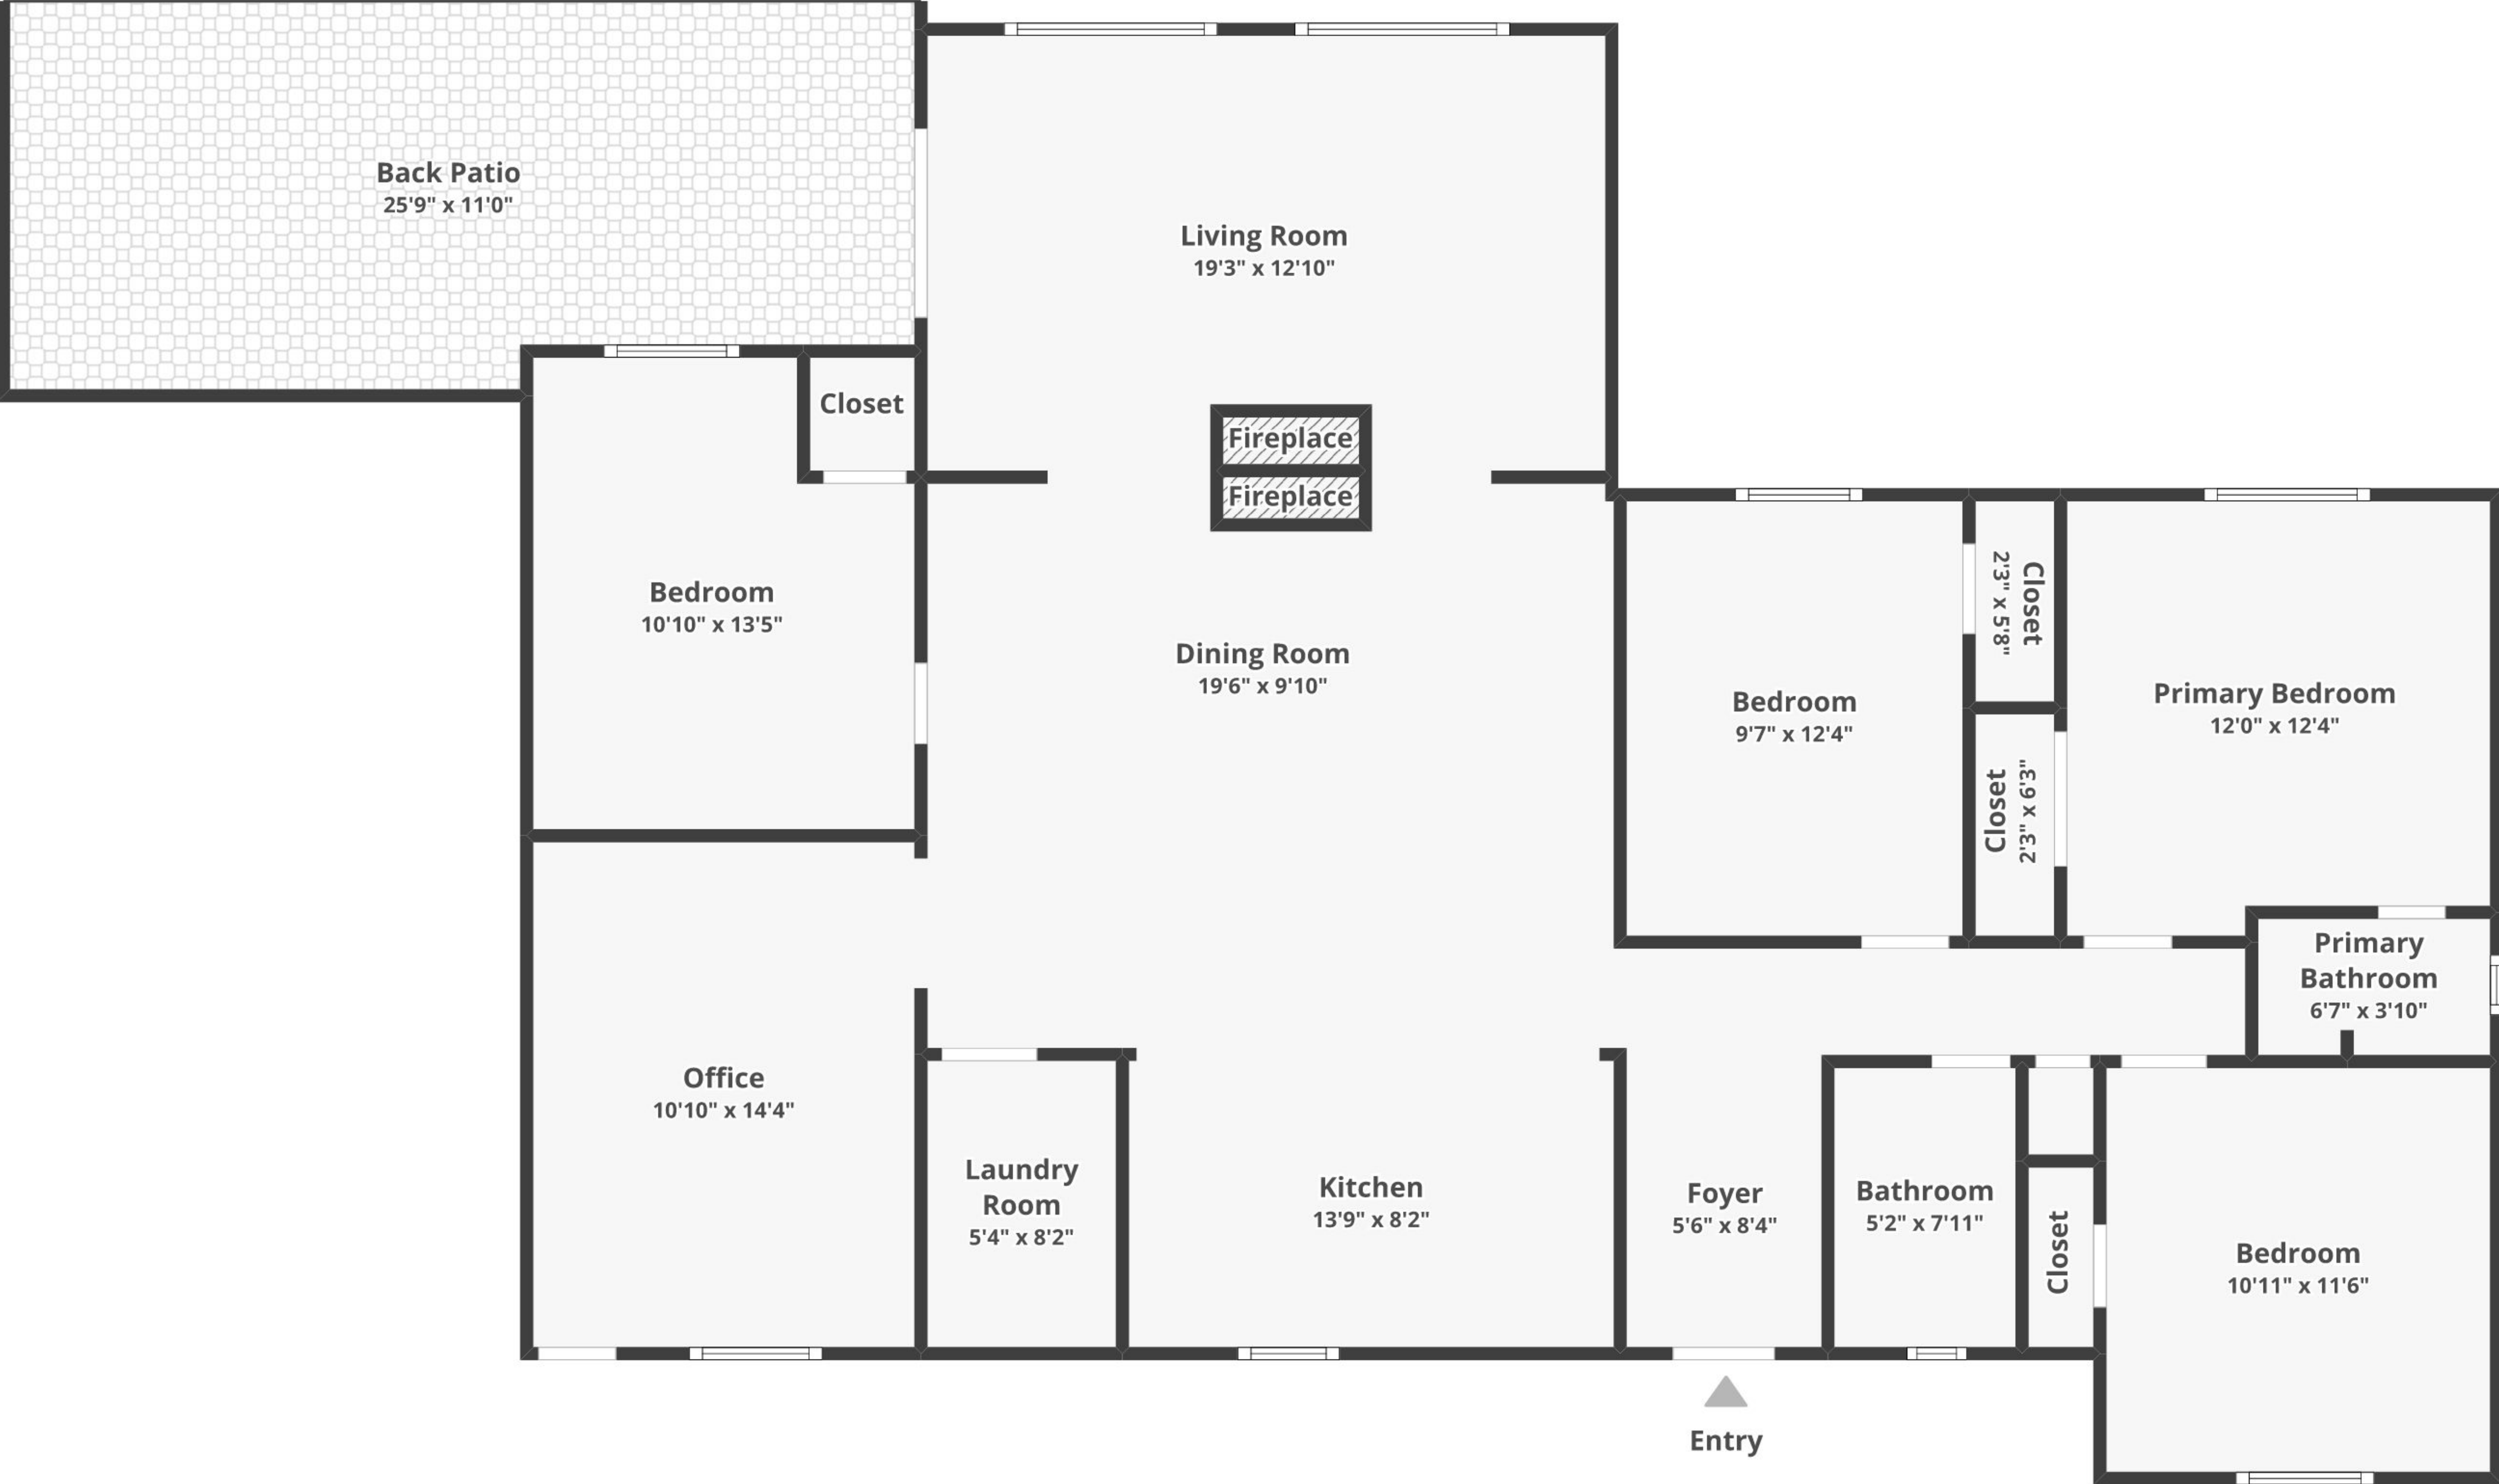 Back Patio
25'9" x 11'0"
Living Room
19'3" x 12'10"
Closet
Fireplace
Fireplace
Bedroom
10'10" x 13'5"
Dining Room
19'6" x 9'10"
Bedroom
9'7" x 12'4"
Closet
2'3" x 5'8"
Closet
2'3" x 6'3"
Primary Bedroom
12'0" x 12'4"
Primary
Bathroom
6'7" x 3'10"
Office
10'10" x 14'4"
Laundry
Room
5'4" x 8'2"
Kitchen
13'9" x 8'2"
Foyer
5'6" x 8'4"
Bathroom
5'2" x 7'11"
Closet
Bedroom
10'11" x 11'6"
Entry